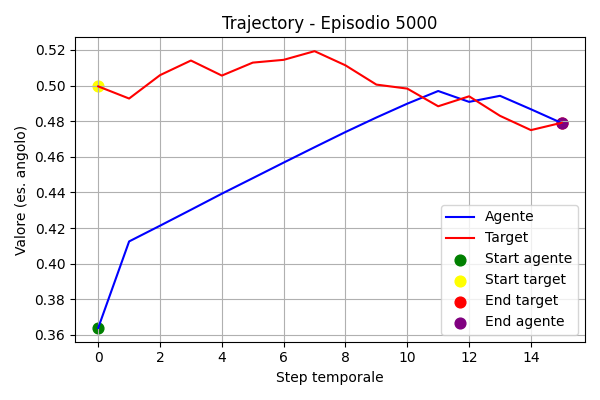 Trajectory - Episodio 5000
Valore (es. angolo)
0.52
0.50
0.48
0.46
0.44
0.42
0.40
0.38
0.36
0 2 4 6 8 10 12 14
Step temporale
Agente
Target
Start agente
Start target
End target
End agente